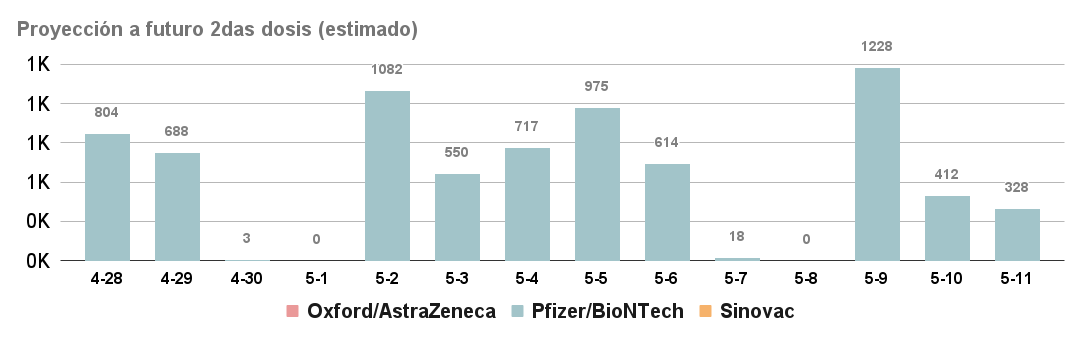 Proyección a futuro 2das dosis (estimado)
1K
1K
1K
1K
0K
0K
804
688
3
0
1082
550
717
975
614
18
0
1228
412
328
4-28 4-29 4-30 5-1 5-2 5-3 5-4 5-5 5-6 5-7 5-8 5-9 5-10 5-11
Oxford/AstraZeneca Pfizer/BioNTech Sinovac